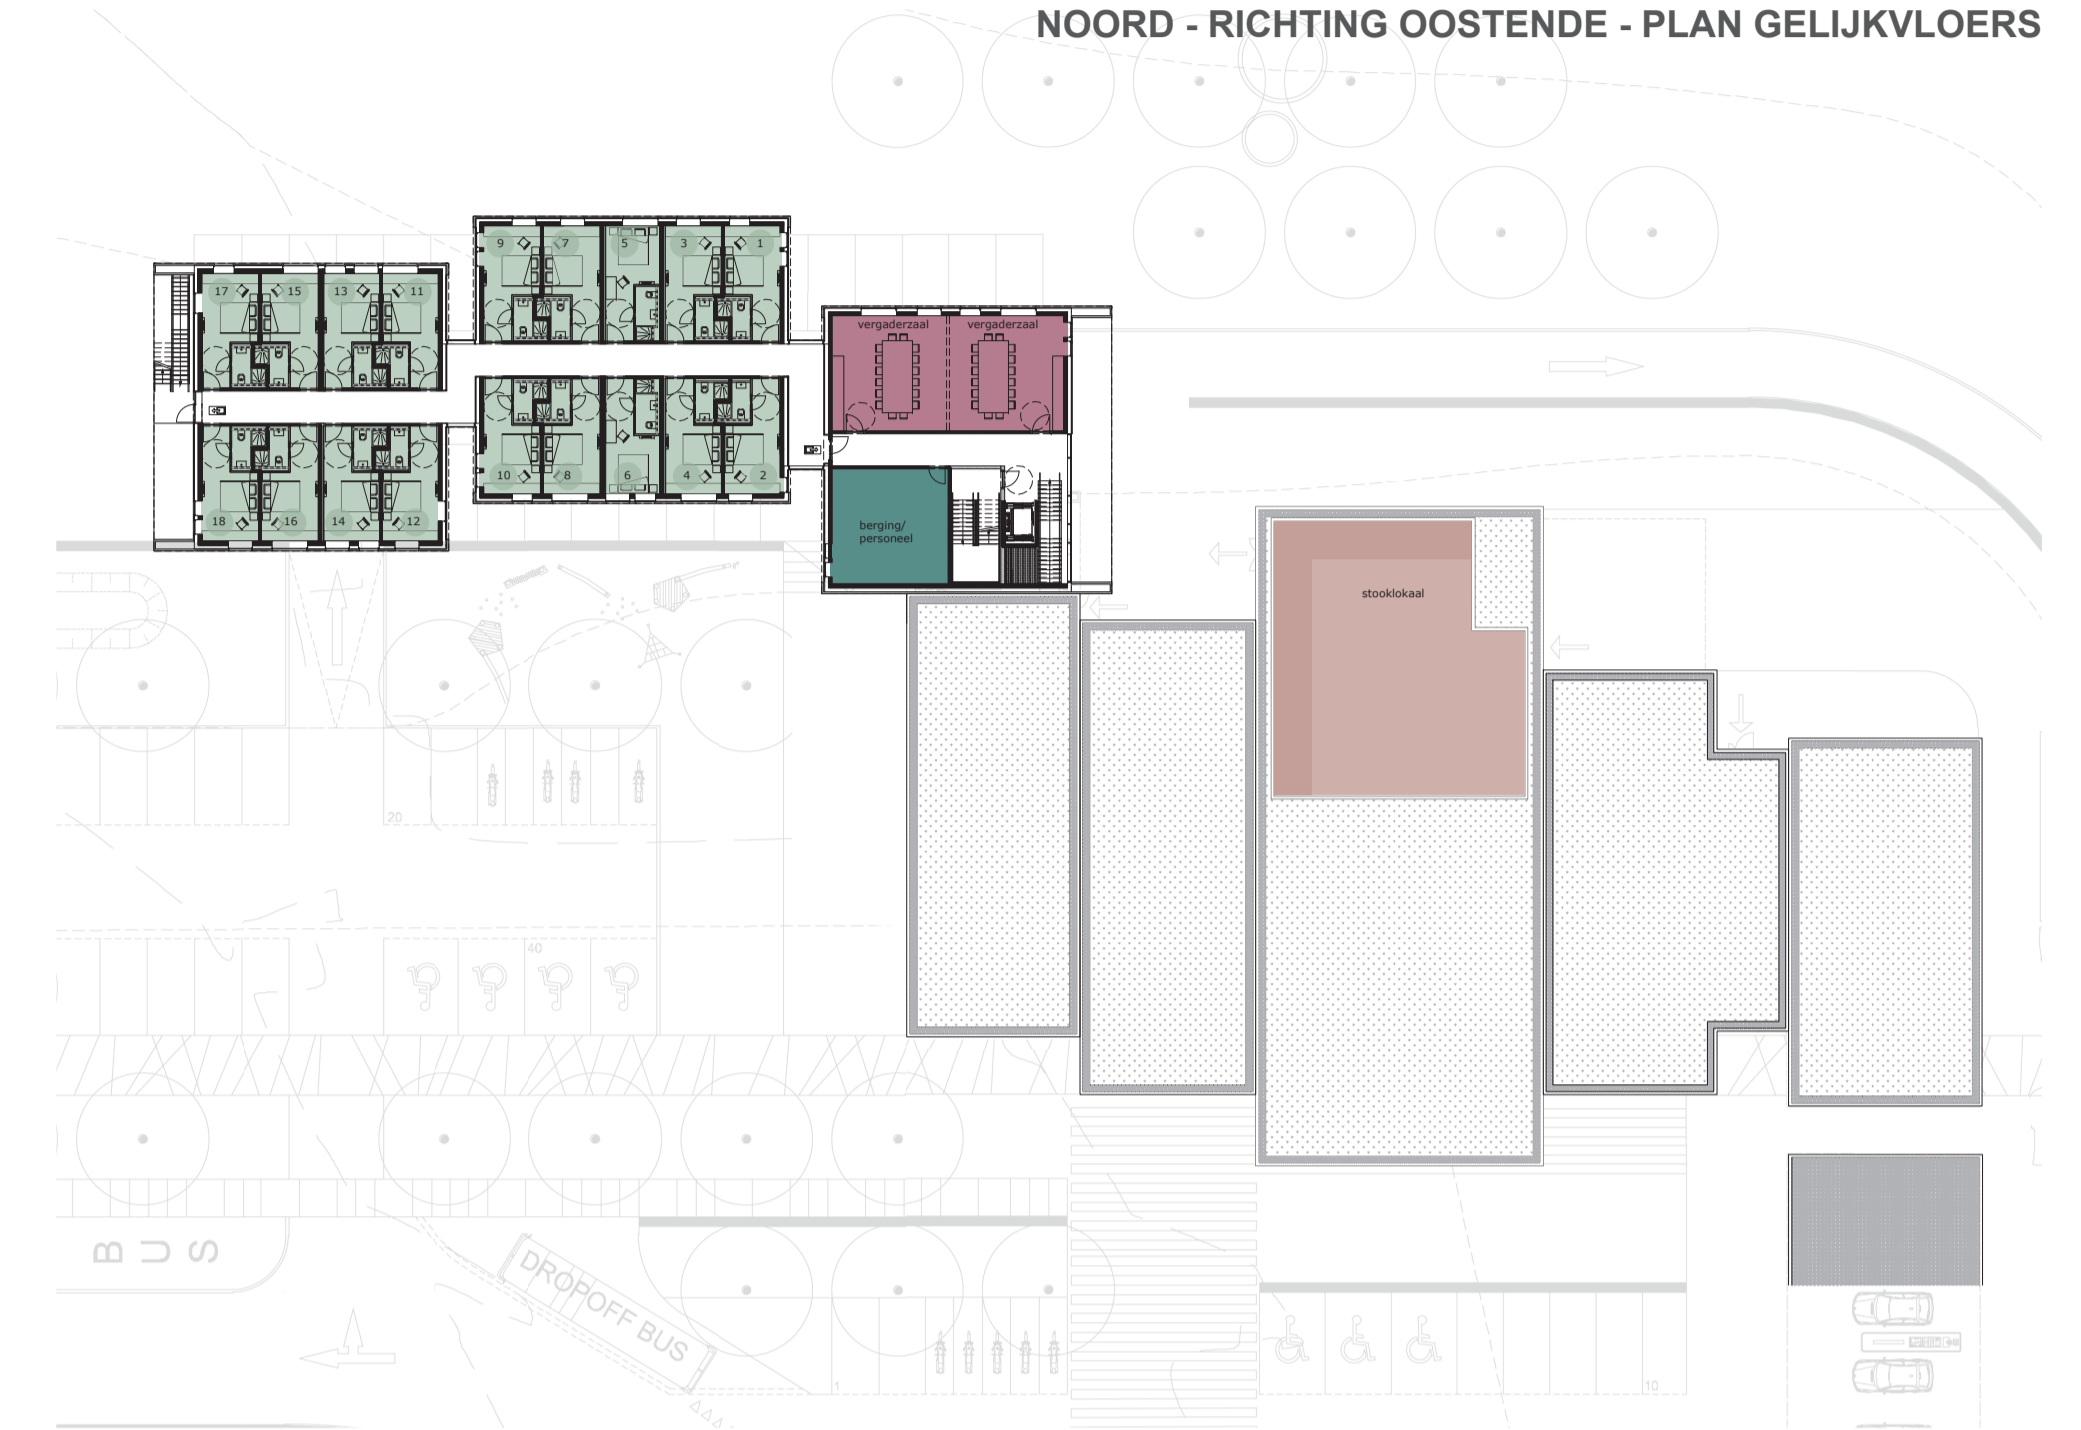 NOORD - RICHTING OOSTENDE - PLAN GELIJKVLOERS
9
7
5
3
1
17
15
13
11
vergaderzaal
vergaderzaal
10
8
6
4
2
18
16
14
12
berging/
personeel
stooklokaal
20
40
BUS
DROPOFF BUS
1
10